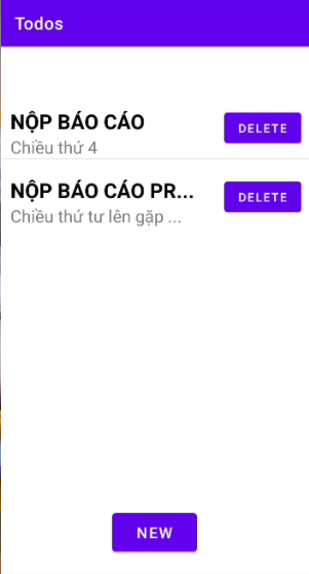 Todos
NỘP BÁO CÁO
DELETE
Chiều thứ 4
NỘP BÁO CÁO PR...
DELETE
Chiều thứ tư lên gặp ...
NEW